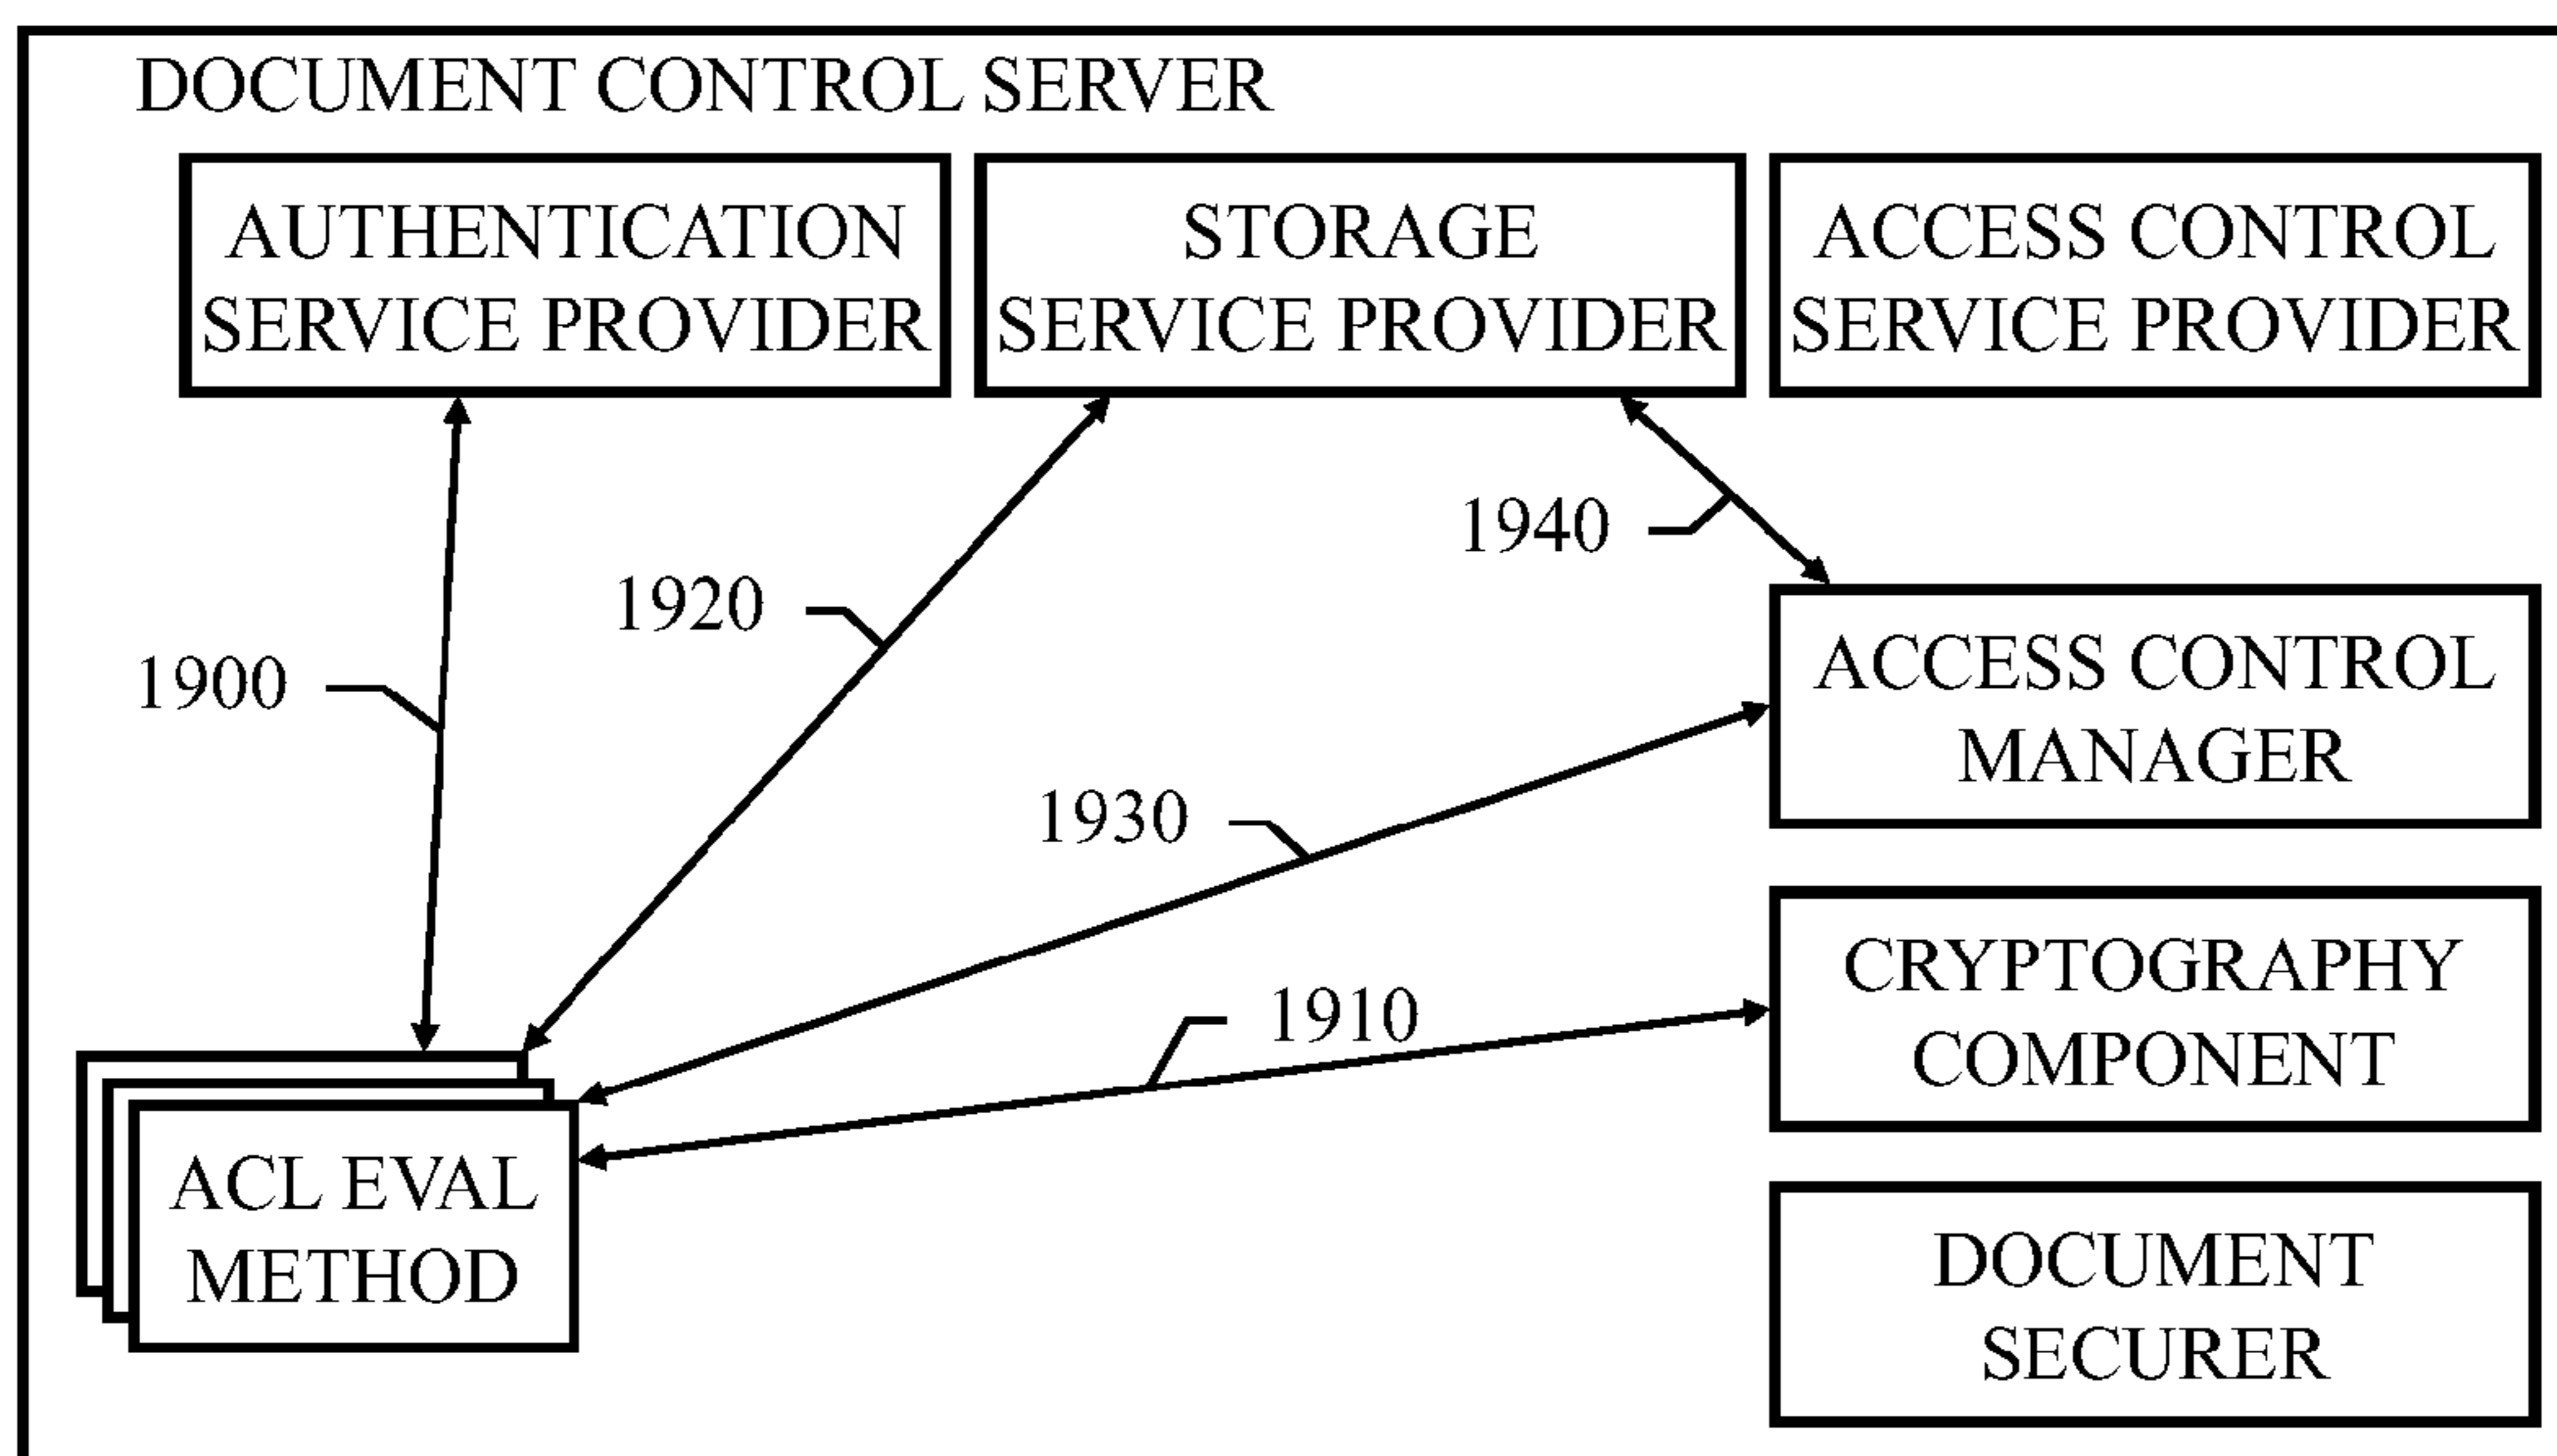 DOCUMENT CONTROL SERVER
AUTHENTICATION
SERVICE PROVIDER
STORAGE
SERVICE PROVIDER
ACCESS CONTROL
SERVICE PROVIDER
1940
1920
1900
ACCESS CONTROL
MANAGER
1930
1910
CRYPTOGRAPHY
COMPONENT
ACL EVAL
METHOD
DOCUMENT
SECURER